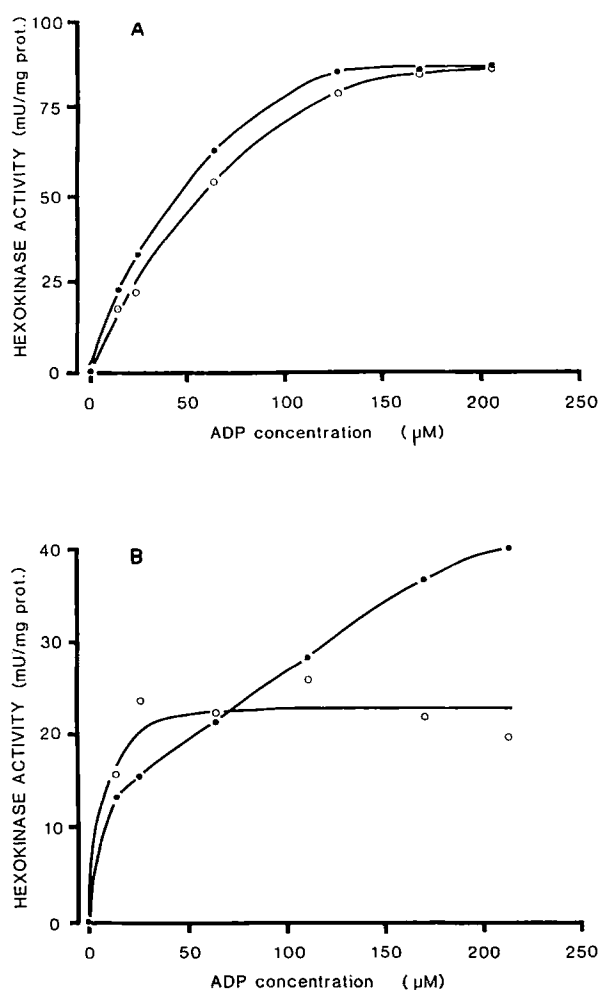 A
HEXOKINASE ACTIVITY (mU/mg prot.)
100
75
50
25
0
0 50 100 150 200 250
ADP concentration (μM)
B
HEXOKINASE ACTIVITY (mU/mg prot.)
40
30
20
10
0
0 50 100 150 200 250
ADP concentration (μM)